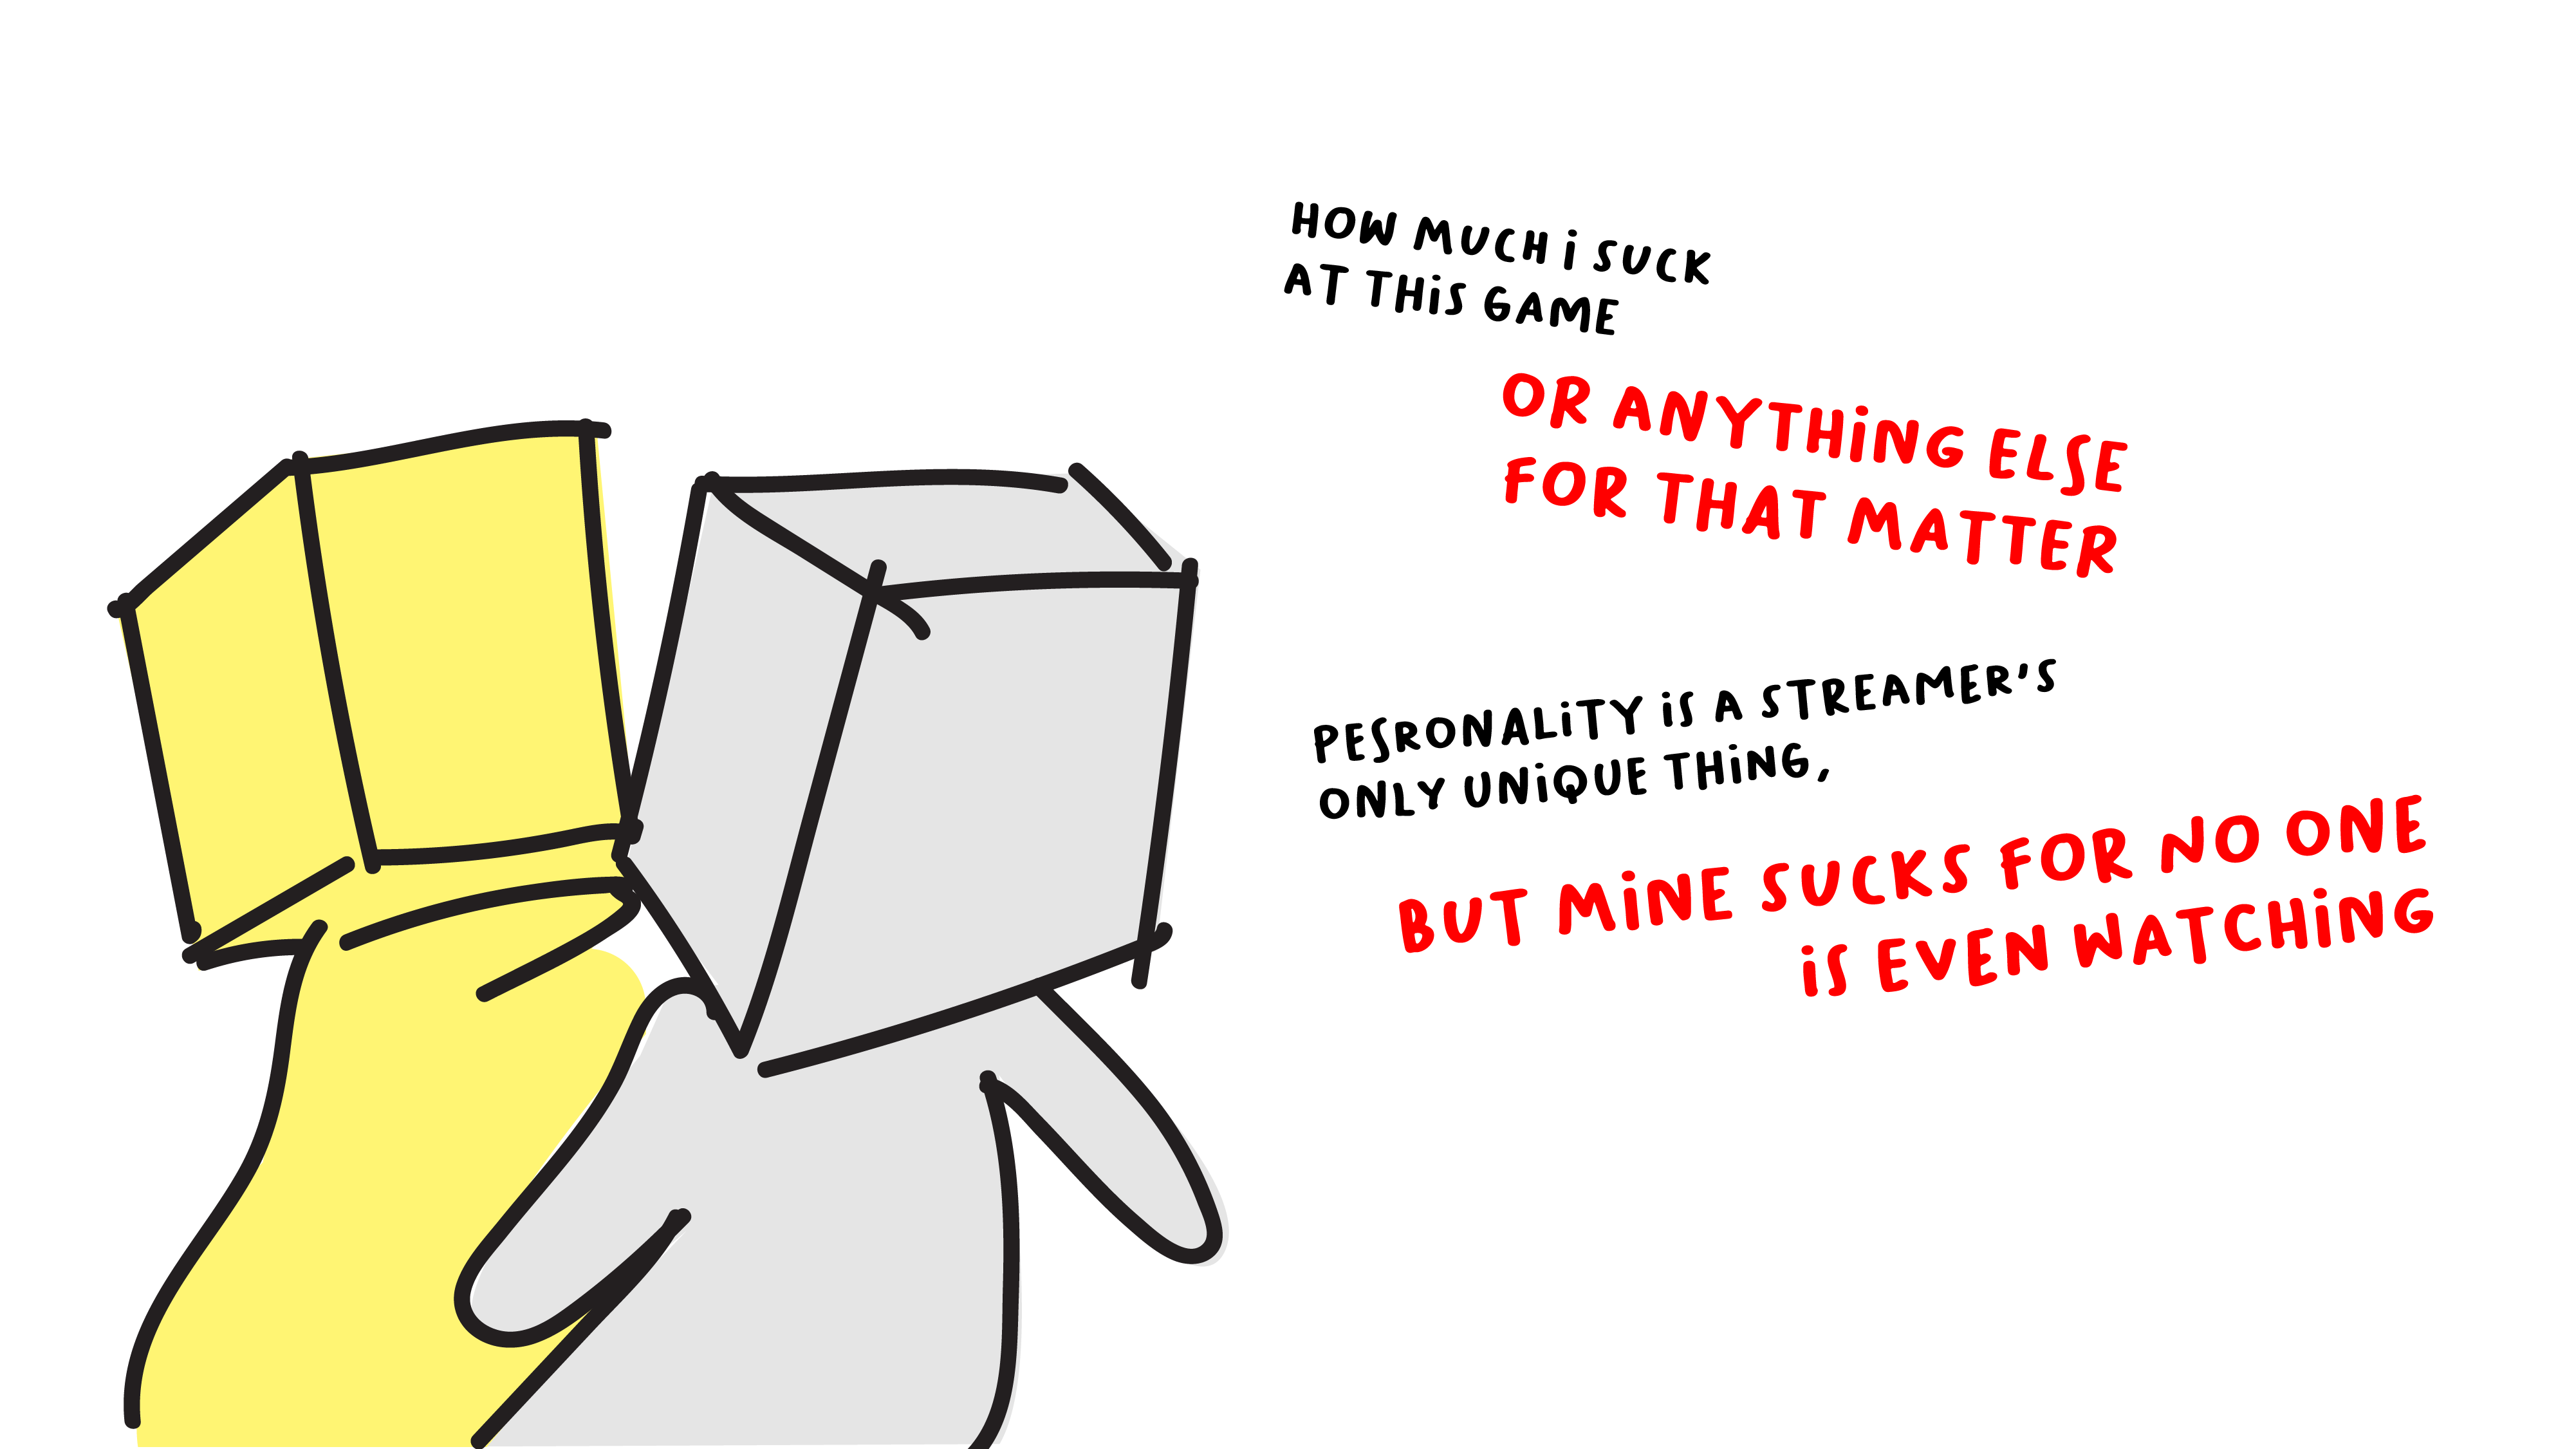 HOW MUCH i SUCK
AT THiS GAME
OR ANYTHiNG ELSE
FOR THAT MATTER
PESRONALiTY iS A STREAMER'S
ONLY UNiQUE THiNG,
BUT MiNE SUCKS FOR NO ONE
iS EVEN WATCHiNG